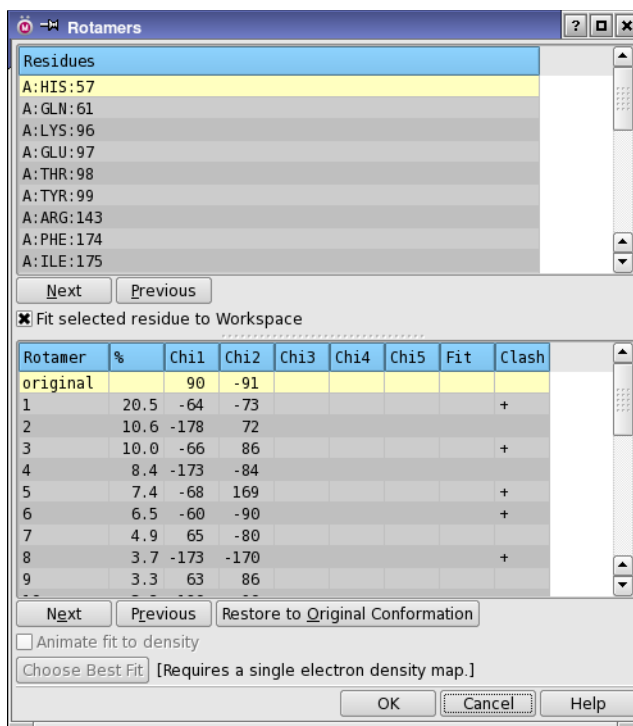 Rotamers
Residues
A:HIS:57
A:GLN:61
A:LYS:96
A:GLU:97
A:THR:98
A:TYR:99
A:ARG:143
A:PHE:174
A:ILE:175
Next Previous
Fit selected residue to Workspace
Rotamer % Chi1 Chi2 Chi3 Chi4 Chi5 Fit Clash
original 90 -91
1 20.5 -64 -73 +
2 10.6 -178 72
3 10.0 -66 86 +
4 8.4 -173 -84
5 7.4 -68 169 +
6 6.5 -60 -90 +
7 4.9 65 -80
8 3.7 -173 -170 +
9 3.3 63 86
Next Previous Restore to Original Conformation
Animate fit to density
Choose Best Fit [Requires a single electron density map.]
OK Cancel Help